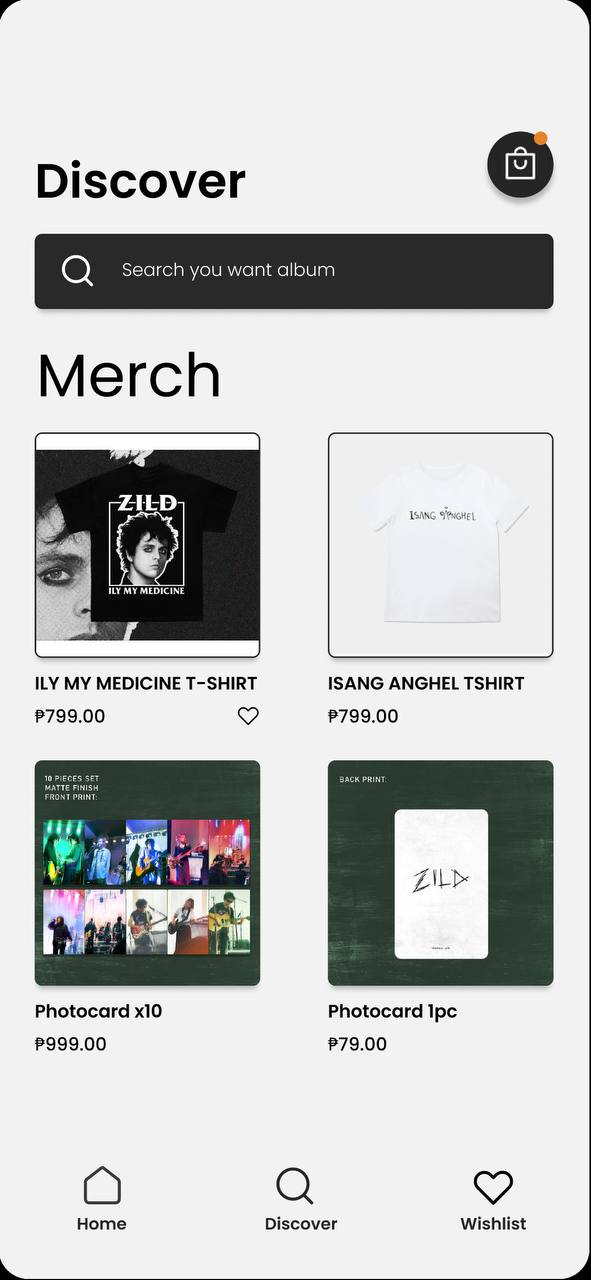 Discover
Search you want album
Merch
ZILD
ILY MY MEDICINE
ISANG ANGHEL
ILY MY MEDICINE T-SHIRT
₱799.00
ISANG ANGHEL TSHIRT
₱799.00
10 PIECES SET
MATTE FINISH
FRONT PRINT:
BACK PRINT:
ZILD
Photocard x10
₱999.00
Photocard 1pc
₱79.00
Home
Discover
Wishlist